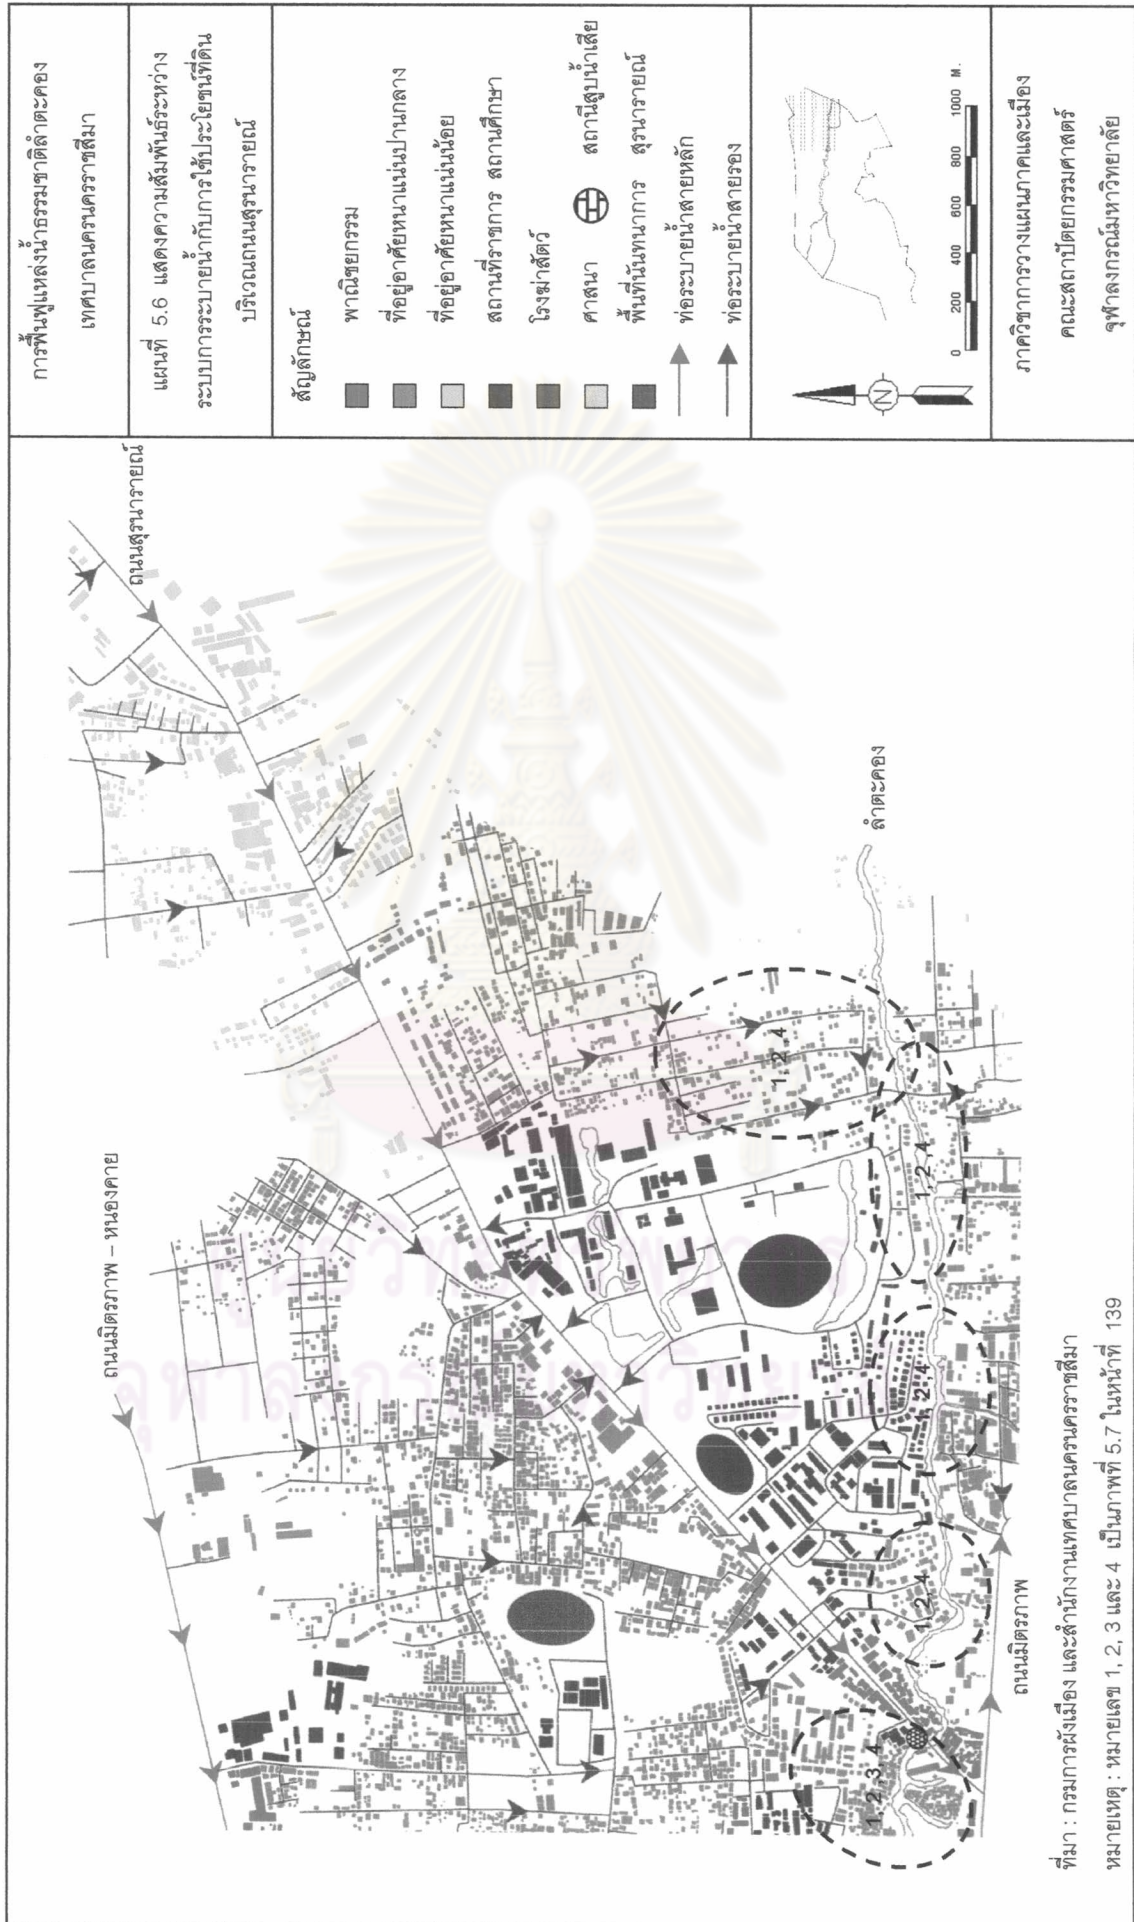 การฟื้นฟูแหล่งน้ำธรรมชาติลำตะคอง
เทศบาลนครนครราชสีมา
แผนที่ 5.6 แสดงความสัมพันธ์ระหว่าง
ระบบการระบายน้ำกับการใช้ประโยชน์ที่ดิน
บริเวณถนนสุรนารายณ์
สัญลักษณ์
พาณิชยกรรม
ที่อยู่อาศัยหนาแน่นปานกลาง
ที่อยู่อาศัยหนาแน่นน้อย
สถานที่ราชการ สถานศึกษา
โรงฆ่าสัตว์
ศาสนา สถานีสูบน้ำเสีย
พื้นที่นันทนาการ สุรนารายณ์
ท่อระบายน้ำสายหลัก
ท่อระบายน้ำสายรอง
N
0 200 400 600 800 1000 M.
ภาควิชาการวางแผนภาคและเมือง
คณะสถาปัตยกรรมศาสตร์
จุฬาลงกรณ์มหาวิทยาลัย
ถนนสุรนารายณ์
ถนนมิตรภาพ – หนองคาย
ลำตะคอง
1, 2, 4
1, 2, 4
1, 2, 4
1, 2, 4
1, 2, 3, 4
ถนนมิตรภาพ
ที่มา : กรมการผังเมือง และสำนักงานเทศบาลนครนครราชสีมา
หมายเหตุ : หมายเลข 1, 2, 3 และ 4 เป็นภาพที่ 5.7 ในหน้าที่ 139